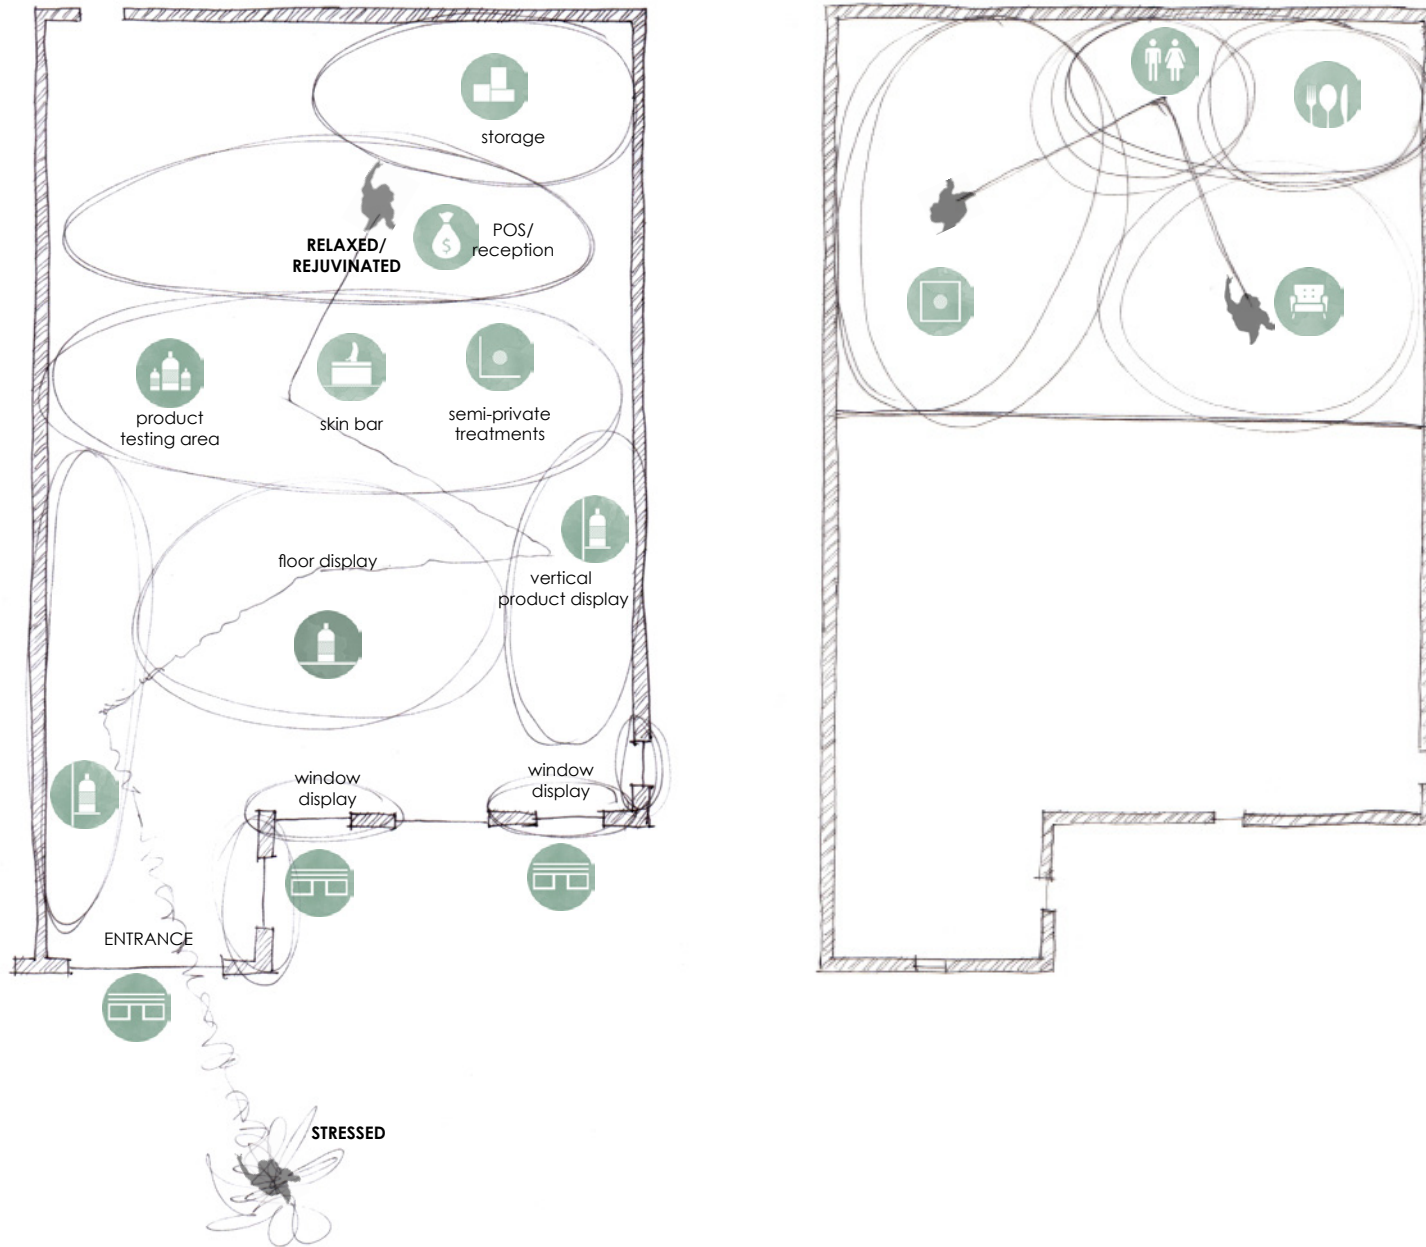 storage
POS/
reception
RELAXED/
REJUVINATED
$
product
testing area
skin bar
semi-private
treatments
floor display
vertical
product display
window
display
window
display
ENTRANCE
STRESSED